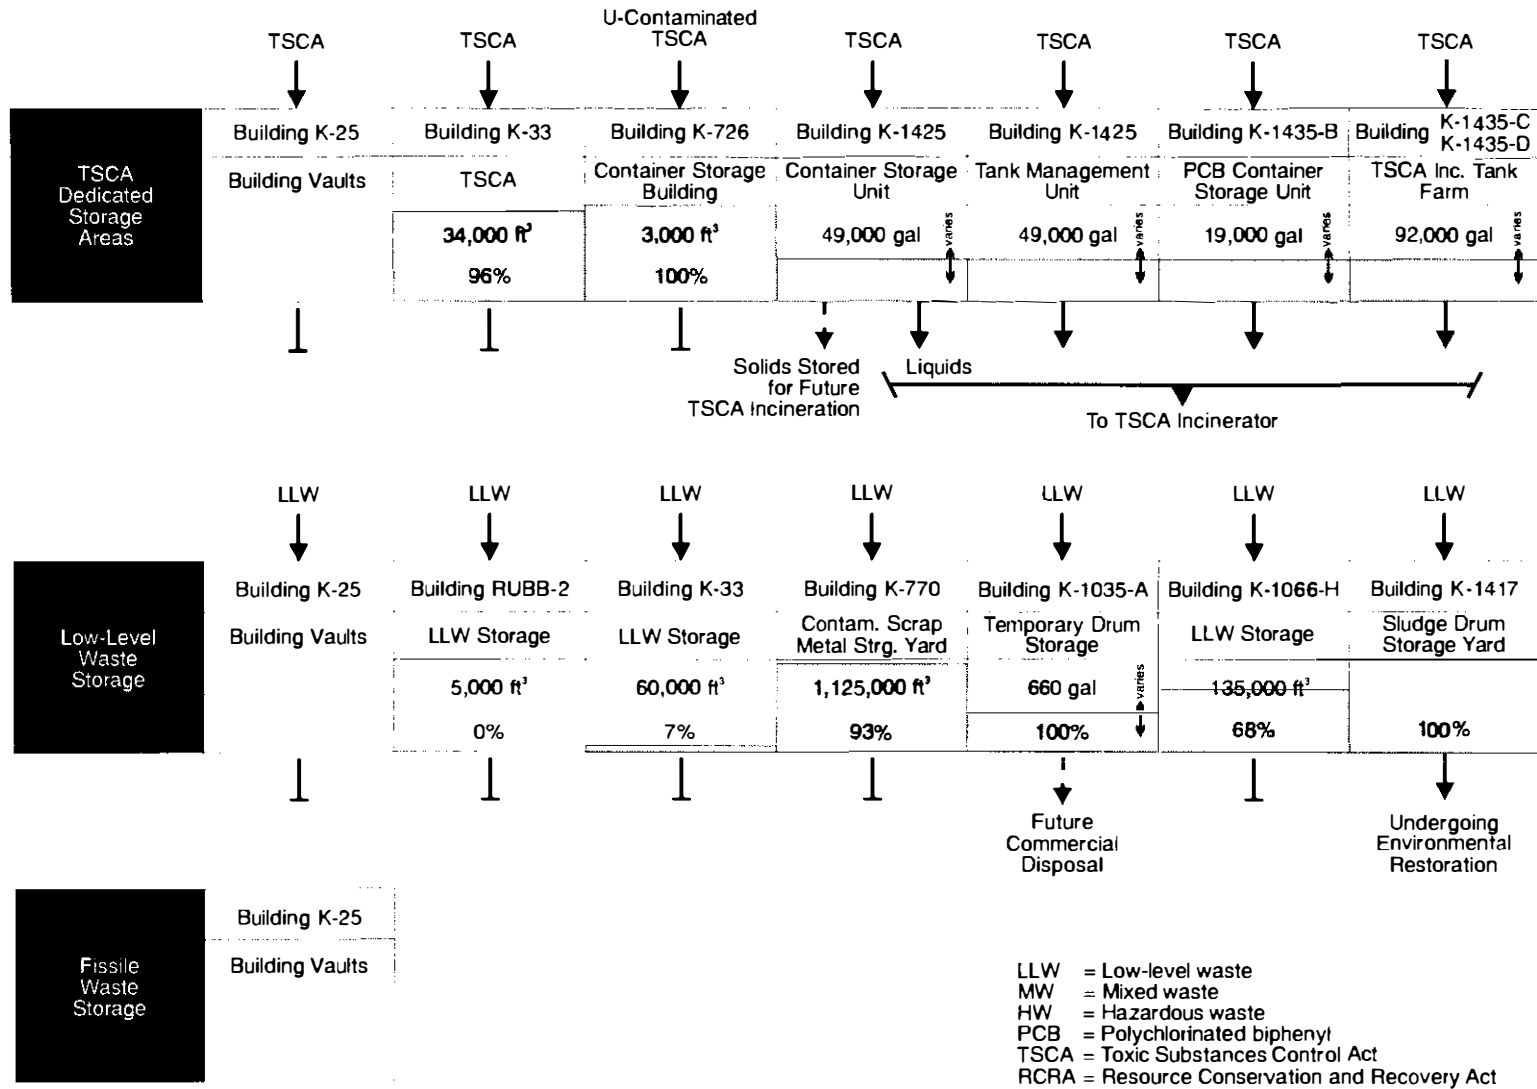 U-Contaminated
TSCA TSCA TSCA TSCA TSCA TSCA TSCA
TSCA
Dedicated
Storage
Areas
Building K-25
Building Vaults
Building K-33
TSCA
34,000 ft³
96%
Building K-726
Container Storage
Building
3,000 ft³
100%
Building K-1425
Container Storage
Unit
49,000 gal
varies
Building K-1425
Tank Management
Unit
49,000 gal
varies
Building K-1435-B
PCB Container
Storage Unit
19,000 gal
varies
Building K-1435-C
K-1435-D
TSCA Inc. Tank
Farm
92,000 gal
varies
Solids Stored
for Future
TSCA Incineration
Liquids
To TSCA Incinerator
LLW LLW LLW LLW LLW LLW LLW
Low-Level
Waste
Storage
Building K-25
Building Vaults
Building RUBB-2
LLW Storage
5,000 ft³
0%
Building K-33
LLW Storage
60,000 ft³
7%
Building K-770
Contam. Scrap
Metal Strg. Yard
1,125,000 ft³
93%
Building K-1035-A
Temporary Drum
Storage
660 gal
varies
100%
Building K-1066-H
LLW Storage
135,000 ft³
68%
Building K-1417
Sludge Drum
Storage Yard
100%
Future
Commercial
Disposal
Undergoing
Environmental
Restoration
Fissile
Waste
Storage
Building K-25
Building Vaults
LLW = Low-level waste
MW = Mixed waste
HW = Hazardous waste
PCB = Polychlorinated biphenyl
TSCA = Toxic Substances Control Act
RCRA = Resource Conservation and Recovery Act